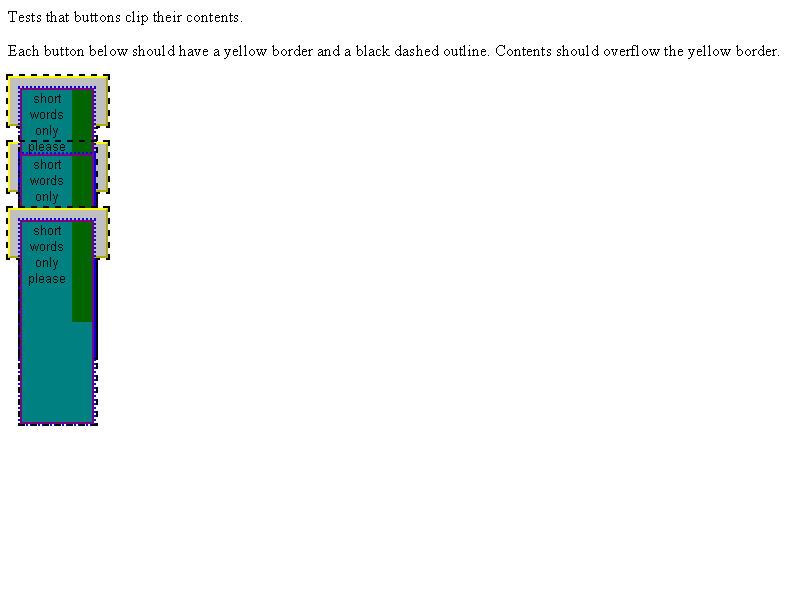 Tests that buttons clip their contents.
Each button below should have a yellow border and a black dashed outline. Contents should overflow the yellow border.
short
words
only
please
short
words
only
short
words
only
please